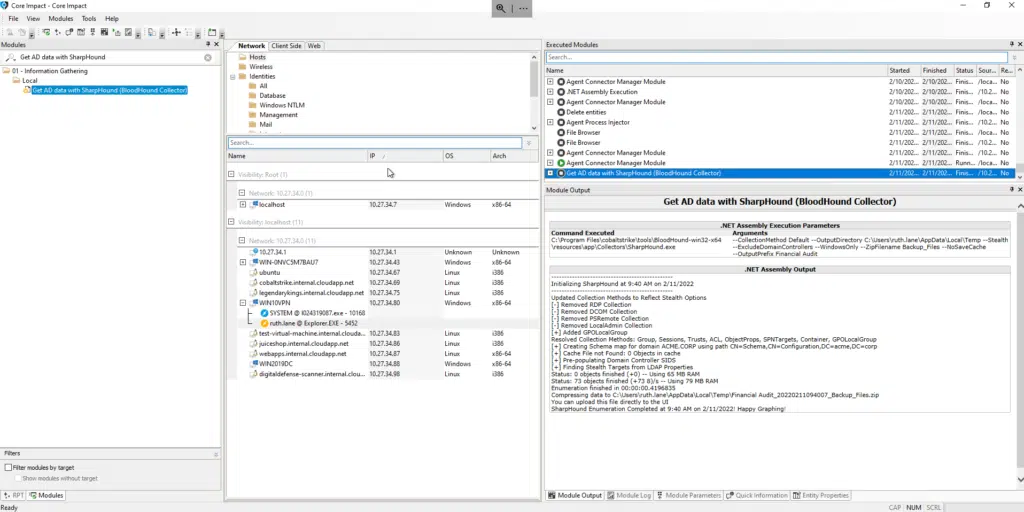 Core Impact - Core Impact
File View Modules Tools Help
Modules
Get AD data with SharpHound
01 - Information Gathering
Local
Get AD data with SharpHound (BloodHound Collector)
Filters
Filter modules by target
Show modules without target
RPT Modules
Ready
Network Client Side Web
Hosts
Wireless
Identities
All
Database
Windows NTLM
Management
Mail
Search...
Name IP / OS Arch
Visibility: Root (1)
Network: 10.27.34.0 (1)
localhost 10.27.34.7 Windows x86-64
Visibility: localhost (11)
Network: 10.27.34.0 (11)
10.27.34.1 10.27.34.1 Unknown Unknown
WIN-0NVC5M7BAU7 10.27.34.43 Windows x86-64
ubuntu 10.27.34.67 Linux i386
cobaltstrike.internal.cloudapp.net 10.27.34.69 Linux i386
legendarykings.internal.cloudapp.net 10.27.34.75 Linux i386
WIN10VPN 10.27.34.80 Windows x86-64
SYSTEM @ I024319087.exe - 10168
ruth.lane @ Explorer.EXE - 5452
test-virtual-machine.internal.clouda... 10.27.34.83 Linux i386
juiceshop.internal.cloudapp.net 10.27.34.86 Linux i386
webapps.internal.cloudapp.net 10.27.34.87 Linux x86-64
WIN2019DC 10.27.34.88 Windows x86-64
digitaldefense-scanner.internal.clou... 10.27.34.98 Linux i386
Executed Modules
Search...
Name Started Finished Status Sour... Re...
Agent Connector Manager Module 2/10/202... 2/10/202... Finis... /loca... No
.NET Assembly Execution 2/10/202... 2/10/202... Finis... /10.2... No
Agent Connector Manager Module 2/10/202... 2/10/202... Finis... /loca... No
Delete entities 2/11/202... 2/11/202... Finis... /loca... No
Agent Process Injector 2/11/202... 2/11/202... Finis... /10.2... No
File Browser 2/11/202... 2/11/202... Finis... /10.2... No
File Browser 2/11/202... 2/11/202... Finis... /10.2... No
Agent Connector Manager Module 2/11/202... 2/11/202... Finis... /loca... No
Agent Connector Manager Module 2/11/202... 2/11/202... Runn... /loca... No
Get AD data with SharpHound (BloodHound Collector) 2/11/202... 2/11/202... Finis... /10.2... No
Module Output
Get AD data with SharpHound (BloodHound Collector)
.NET Assembly Execution Parameters
Command Executed Arguments
C:\Program Files\cobaltstrike\tools\BloodHound-win32-x64 --CollectionMethod Default --OutputDirectory C:\Users\ruth.lane\AppData\Local\Temp --Stealth
\resources\app\Collectors\SharpHound.exe --ExcludeDomainControllers --WindowsOnly --ZipFilename Backup_Files --NoSaveCache
--OutputPrefix Financial Audit
.NET Assembly Output
-----------------------------------------------
Initializing SharpHound at 9:40 AM on 2/11/2022
-----------------------------------------------
Updated Collection Methods to Reflect Stealth Options
[-] Removed RDP Collection
[-] Removed DCOM Collection
[-] Removed PSRemote Collection
[-] Removed LocalAdmin Collection
[+] Added GPOLocalGroup
Resolved Collection Methods: Group, Sessions, Trusts, ACL, ObjectProps, SPNTargets, Container, GPOLocalGroup
[+] Creating Schema map for domain ACME.CORP using path CN=Schema,CN=Configuration,DC=acme,DC=corp
[+] Cache File not Found: 0 Objects in cache
[+] Pre-populating Domain Controller SIDS
[+] Finding Stealth Targets from LDAP Properties
Status: 0 objects finished (+0) -- Using 65 MB RAM
Status: 73 objects finished (+73 8)/s -- Using 79 MB RAM
Enumeration finished in 00:00:00.4196835
Compressing data to C:\Users\ruth.lane\AppData\Local\Temp\Financial Audit_20220211094007_Backup_Files.zip
You can upload this file directly to the UI
SharpHound Enumeration Completed at 9:40 AM on 2/11/2022! Happy Graphing!
Module Output Module Log Module Parameters Quick Information Entity Properties
CAP NUM SCRL